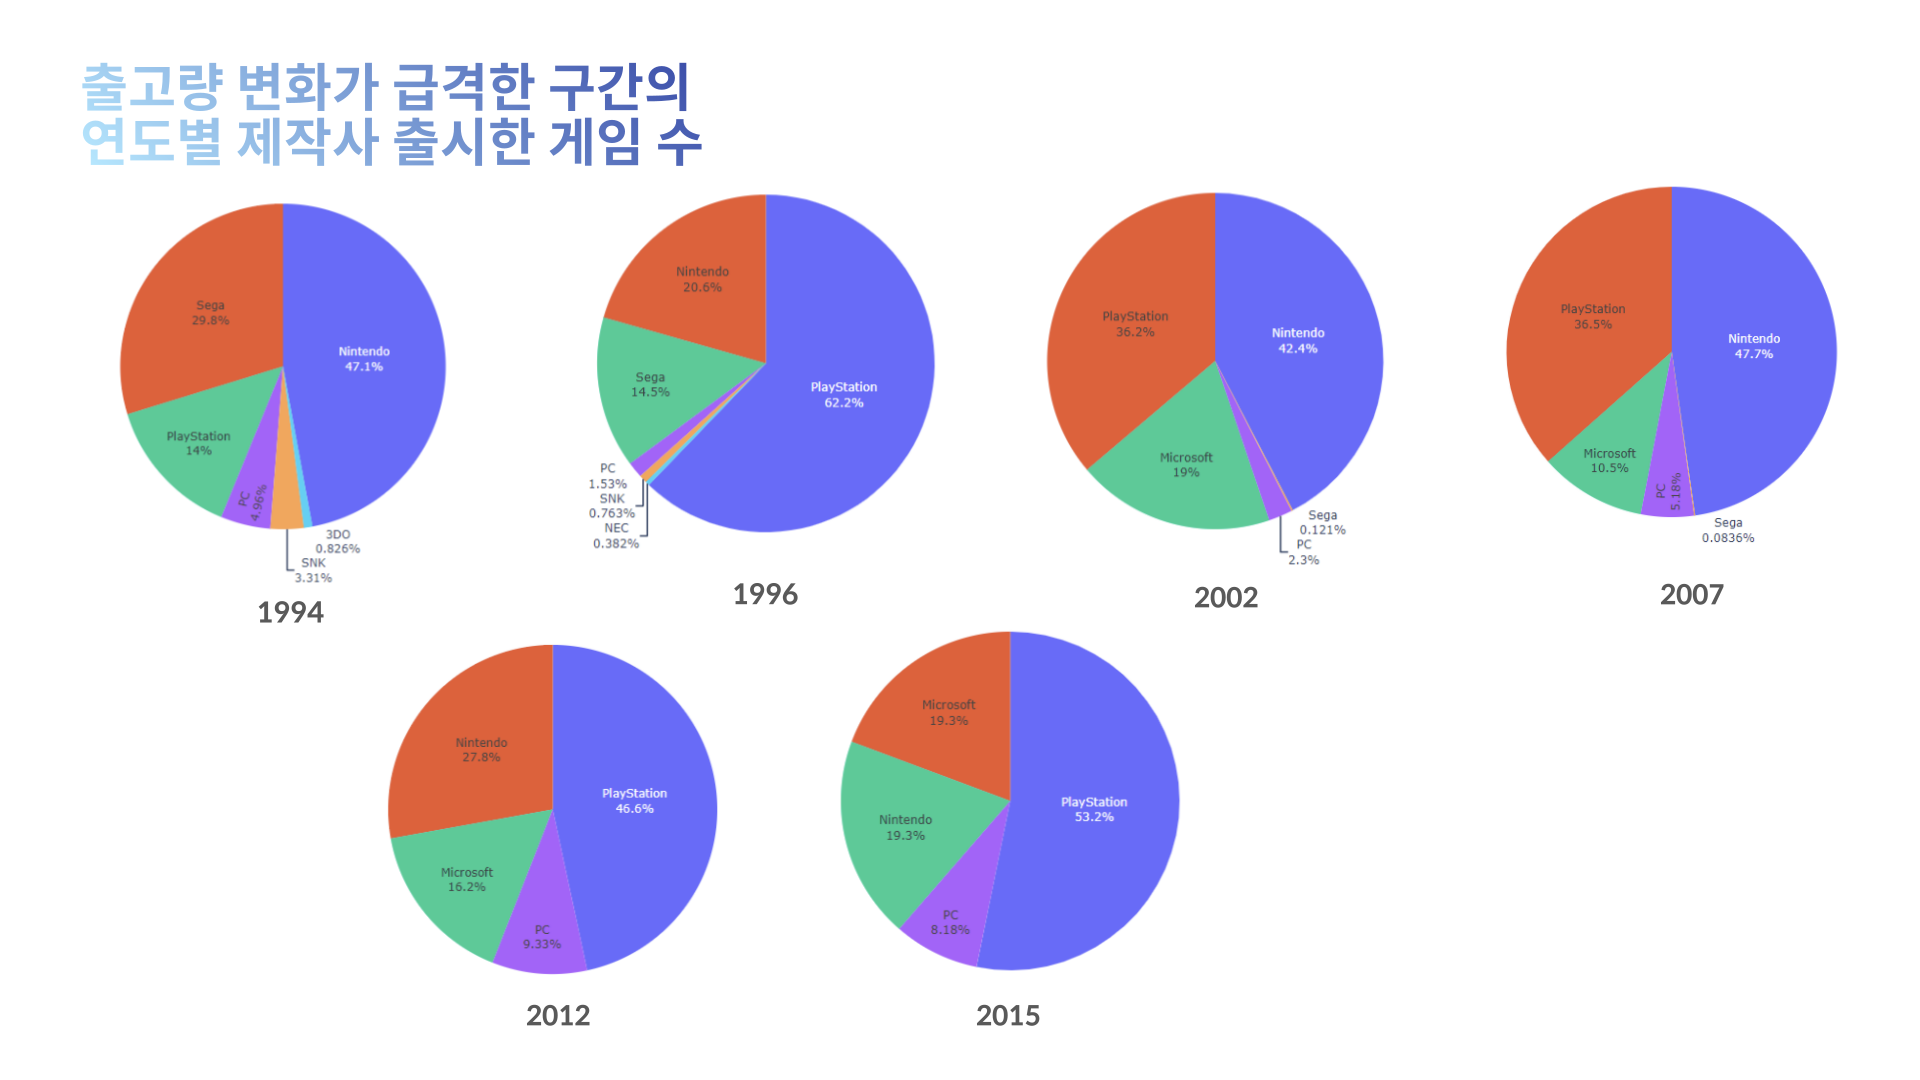 출고량 변화가 급격한 구간의
연도별 제작사 출시한 게임 수
Sega
29.8%
Nintendo
47.1%
PlayStation
14%
PC
4.96%
3DO
0.826%
SNK
3.31%
1994
Nintendo
20.6%
Sega
14.5%
PlayStation
62.2%
PC
1.53%
SNK
0.763%
NEC
0.382%
1996
PlayStation
36.2%
Nintendo
42.4%
Microsoft
19%
Sega
0.121%
PC
2.3%
2002
PlayStation
36.5%
Nintendo
47.7%
Microsoft
10.5%
PC
5.18%
Sega
0.0836%
2007
Nintendo
27.8%
PlayStation
46.6%
Microsoft
16.2%
PC
9.33%
2012
Microsoft
19.3%
PlayStation
53.2%
Nintendo
19.3%
PC
8.18%
2015